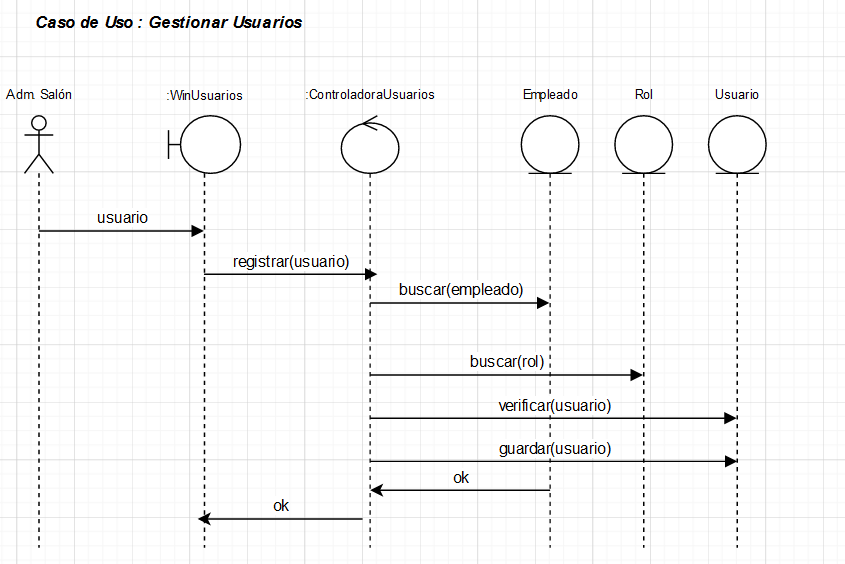 Caso de Uso : Gestionar Usuarios
Adm. Salón
:WinUsuarios
:ControladoraUsuarios
Empleado
Rol
Usuario
usuario
registrar(usuario)
buscar(empleado)
buscar(rol)
verificar(usuario)
guardar(usuario)
ok
ok